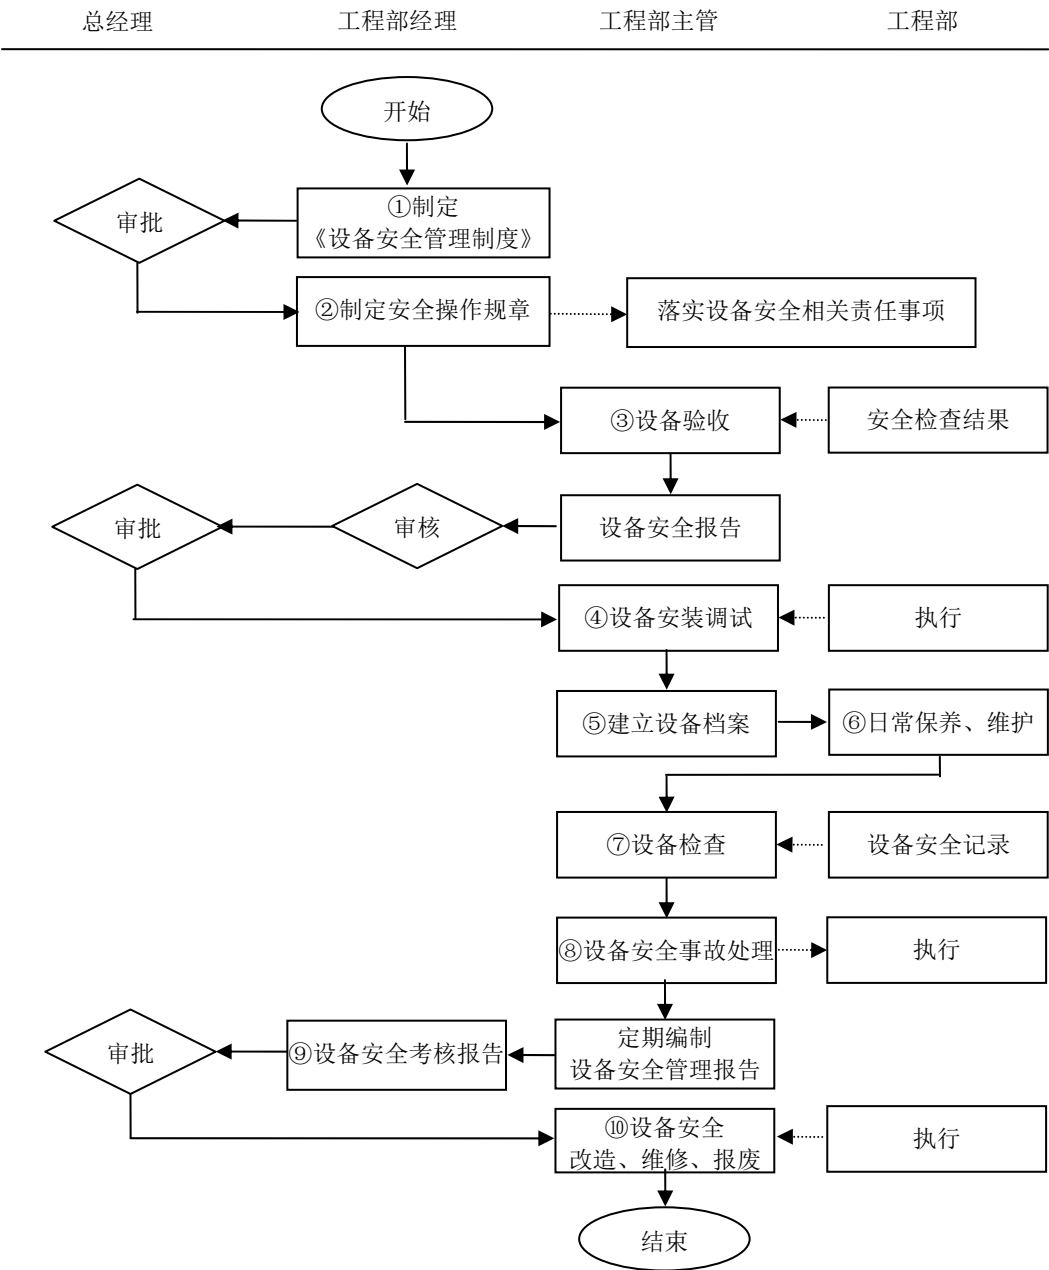 总经理
工程部经理
工程部主管
工程部
开始
审批
①制定
《设备安全管理制度》
②制定安全操作规章
落实设备安全相关责任事项
③设备验收
安全检查结果
审批
审核
设备安全报告
④设备安装调试
执行
⑤建立设备档案
⑥日常保养、维护
⑦设备检查
设备安全记录
⑧设备安全事故处理
执行
审批
⑨设备安全考核报告
定期编制
设备安全管理报告
⑩设备安全
改造、维修、报废
执行
结束